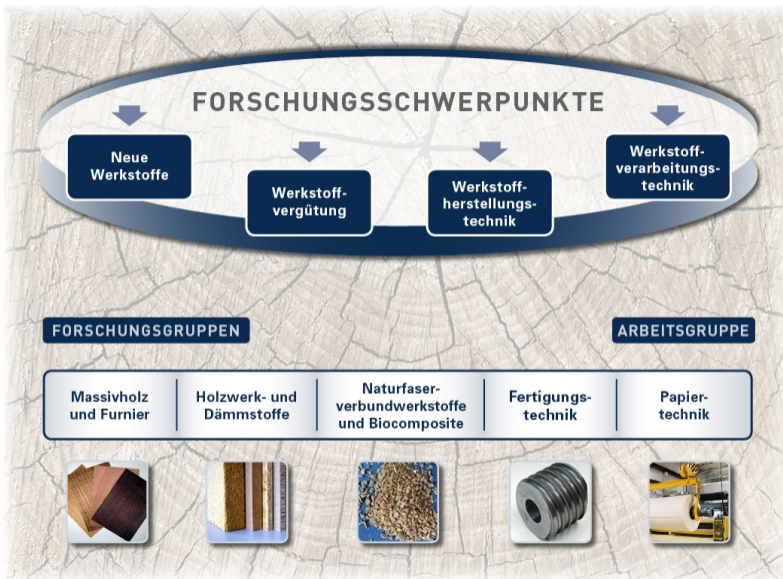 FORSCHUNGSSCHWERPUNKTE
Neue
Werkstoffe
Werkstoff-
vergütung
Werkstoff-
herstellungs-
technik
Werkstoff-
verarbeitungs-
technik
FORSCHUNGSGRUPPEN
ARBEITSGRUPPE
Massivholz
und Furnier
Holzwerk- und
Dämmstoffe
Naturfaser-
verbundwerkstoffe
und Biocomposite
Fertigungs-
technik
Papier-
technik